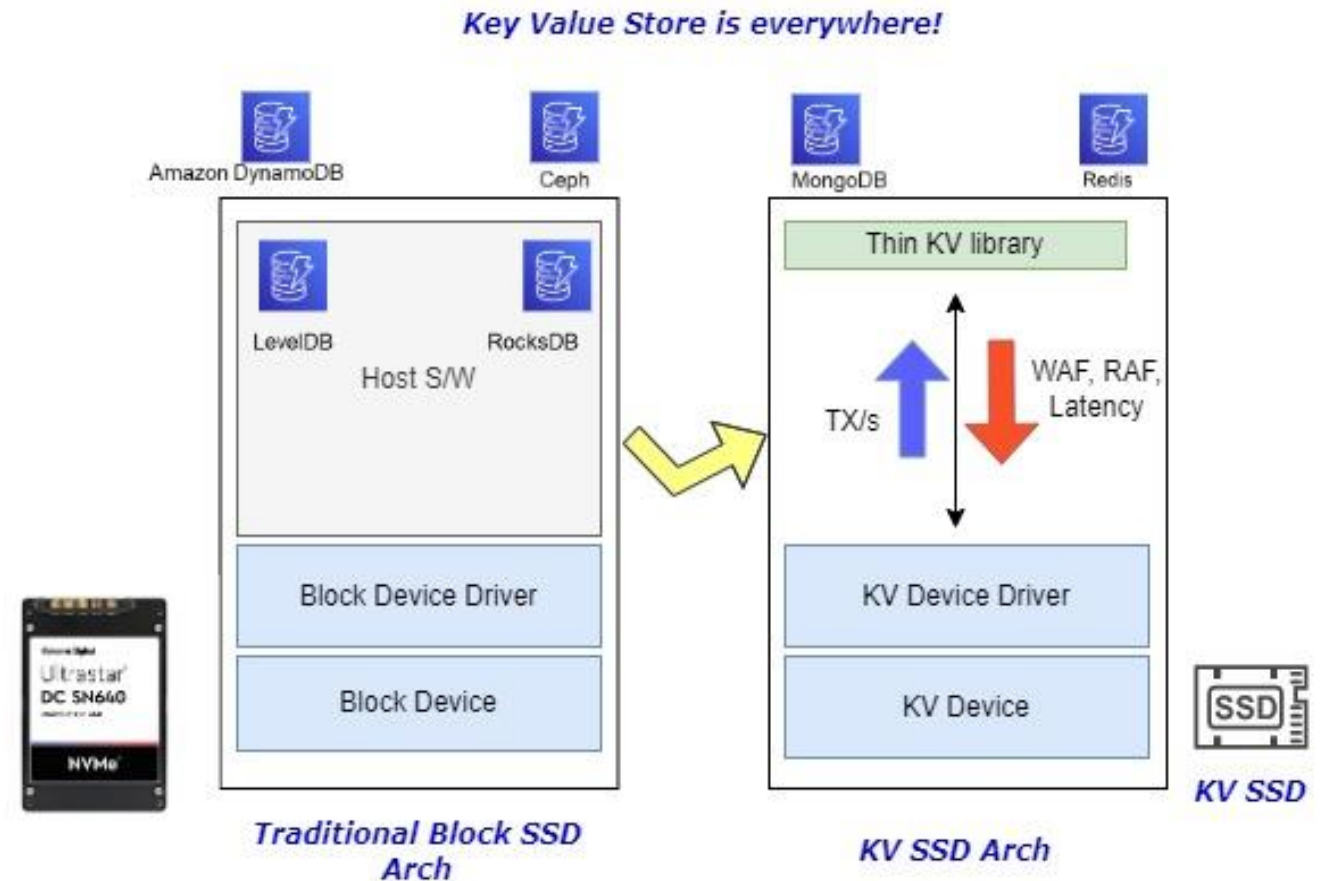 Key Value Store is everywhere!
Amazon DynamoDB
Ceph
MongoDB
Redis
LevelDB
RocksDB
Host S/W
Block Device Driver
Block Device
Thin KV library
TX/s
WAF, RAF,
Latency
KV Device Driver
KV Device
Western Digital
Ultrastar
DC SN640
NVMe
SSD
KV SSD
Traditional Block SSD
Arch
KV SSD Arch